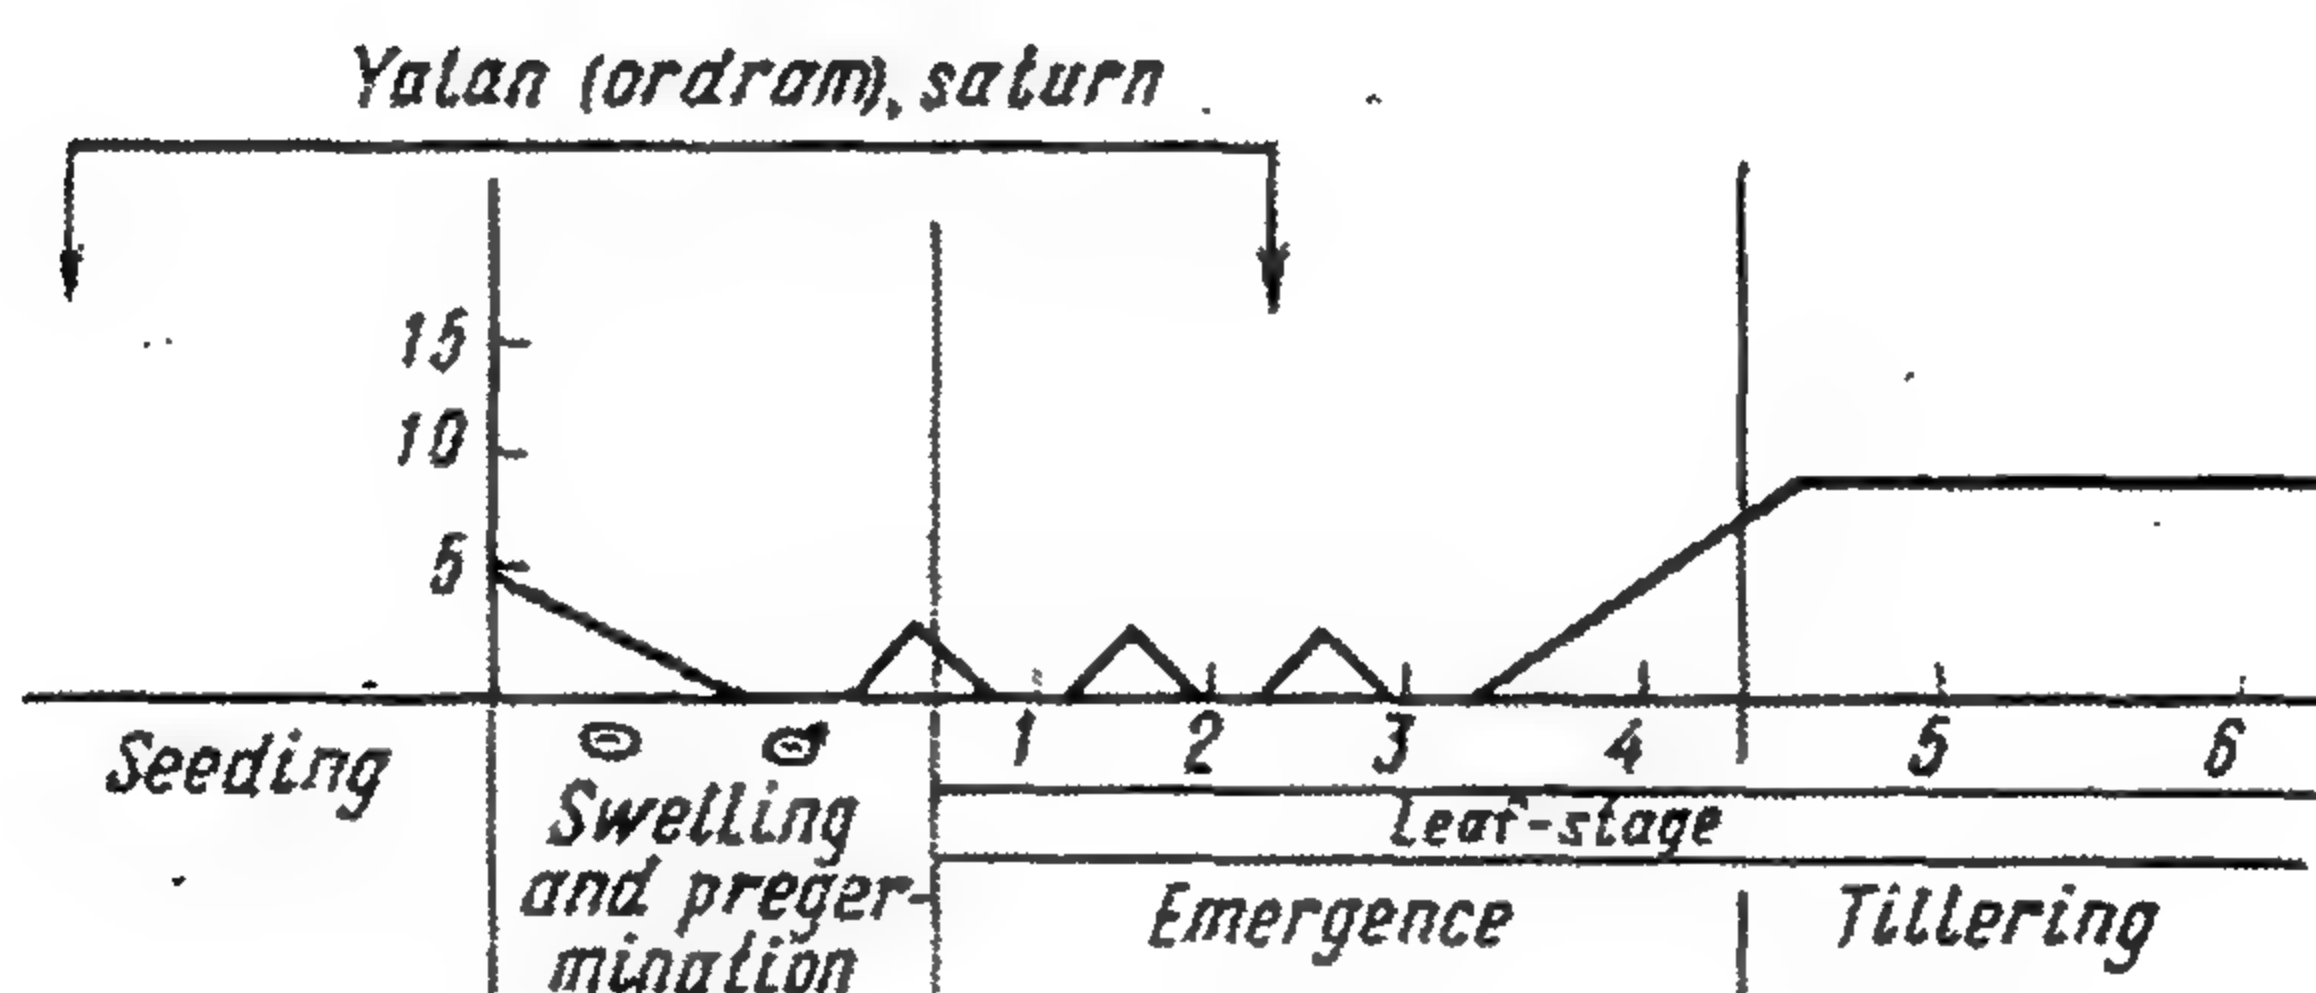 Yalan (ordram), saturn
15
10
5
1 2 3 4 5 6
Seeding
Swelling
and preger-
mination
Leaf-stage
Emergence
Tillering